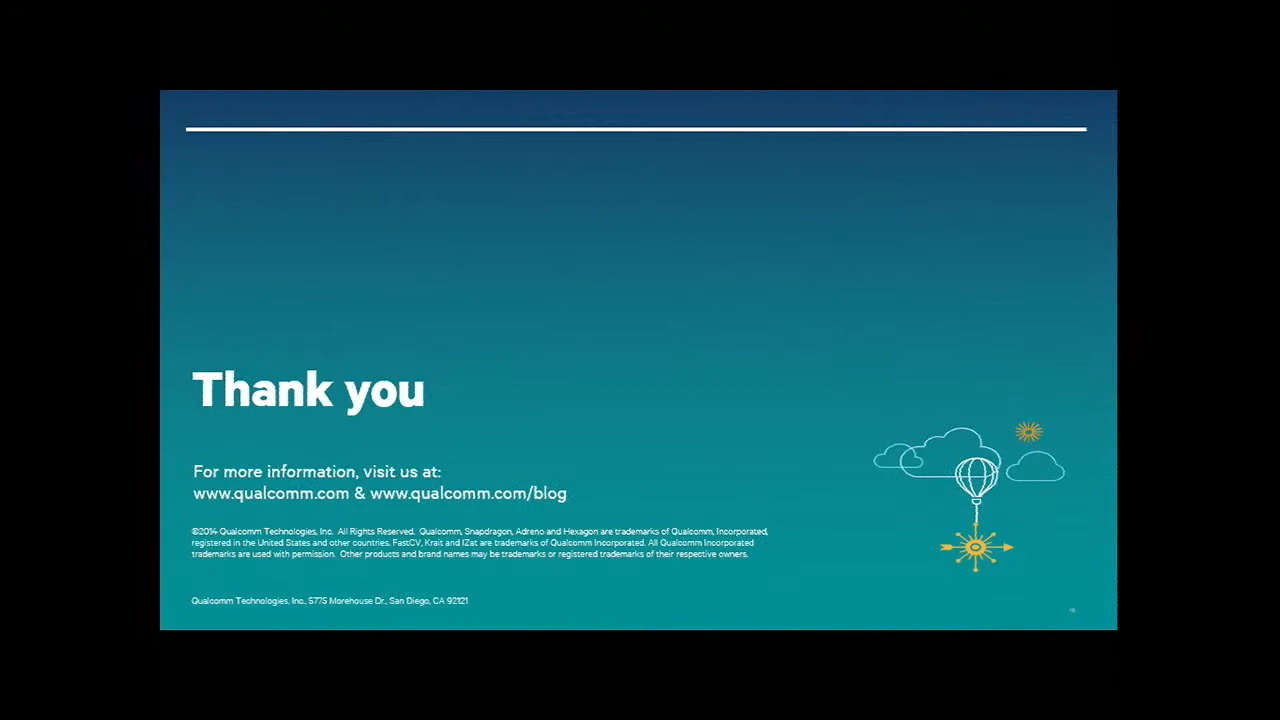 Thank you
For more information, visit us at:
www.qualcomm.com & www.qualcomm.com/blog
©2014 Qualcomm Technologies, Inc. All Rights Reserved. Qualcomm, Snapdragon, Adreno and Hexagon are trademarks of Qualcomm, Incorporated,
registered in the United States and other countries. FastCV, Krait and IZat are trademarks of Qualcomm Incorporated. All Qualcomm Incorporated
trademarks are used with permission. Other products and brand names may be trademarks or registered trademarks of their respective owners.
Qualcomm Technologies, Inc., 5775 Morehouse Dr., San Diego, CA 92121